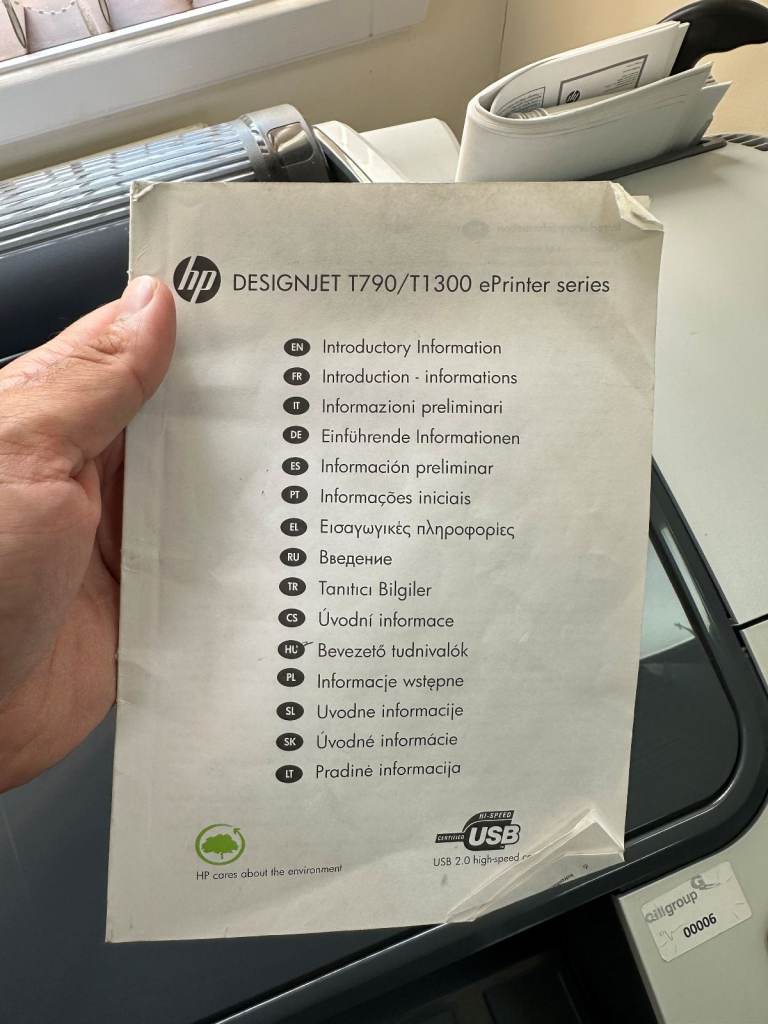 hp DESIGNJET T790/T1300 ePrinter series
EN Introductory Information
FR Introduction - informations
IT Informazioni preliminari
DE Einführende Informationen
ES Información preliminar
PT Informações iniciais
EL Εισαγωγικές πληροφορίες
RU Введение
TR Tanıtıcı Bilgiler
CS Úvodní informace
HU Bevezető tudnivalók
PL Informacje wstępne
SL Uvodne informacije
SK Úvodné informácie
LT Pradinė informacija
HP cares about the environment
HI-SPEED
CERTIFIED USB
USB 2.0 high-speed
Gillgroup
00006